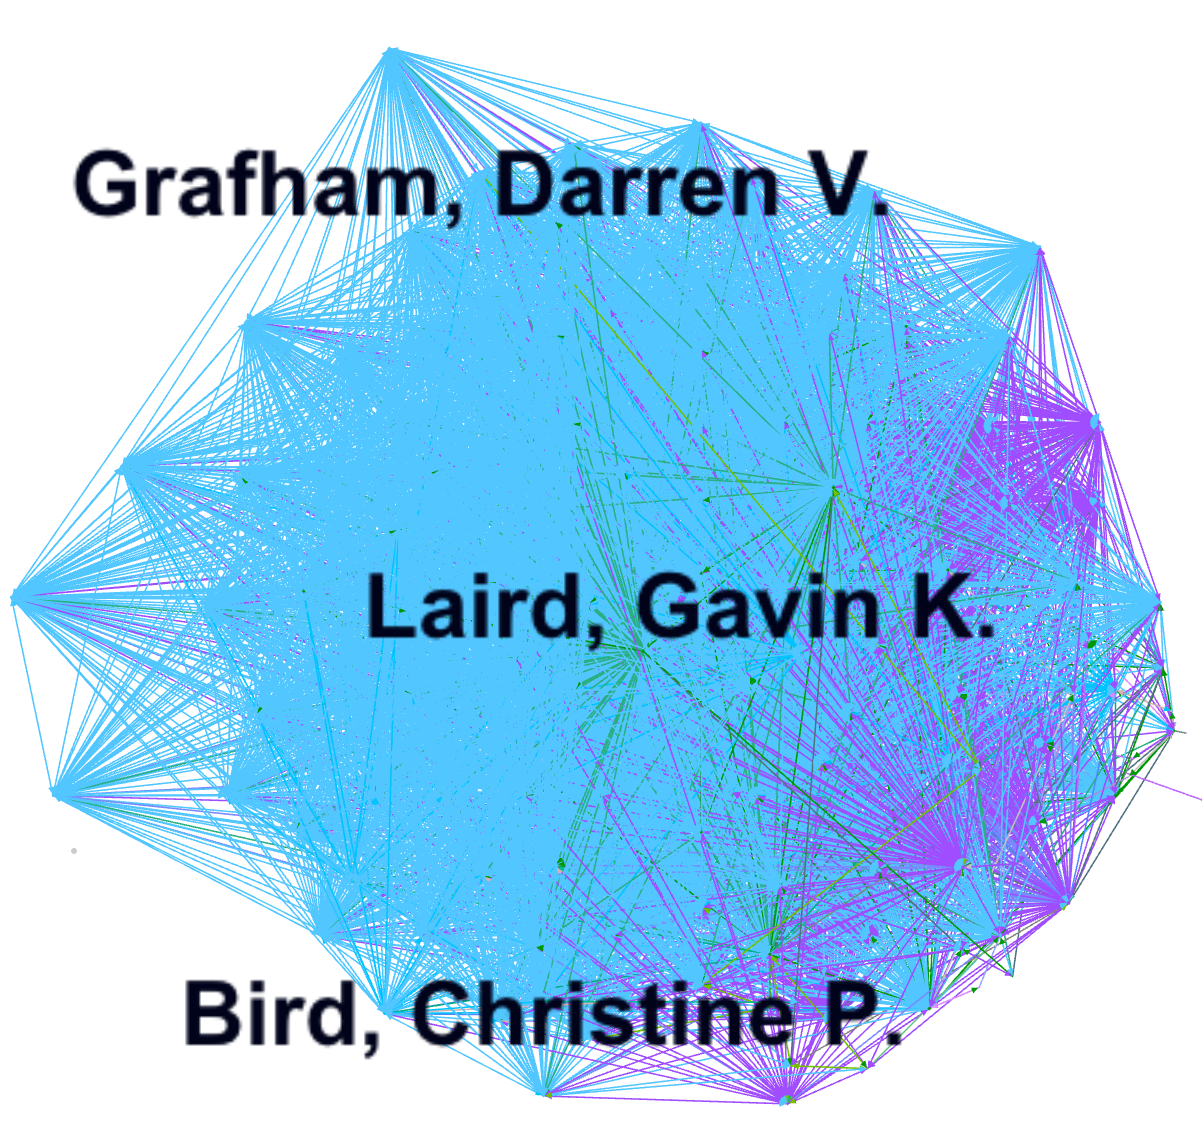 Grafham, Darren V.
Laird, Gavin K.
Bird, Christine P.